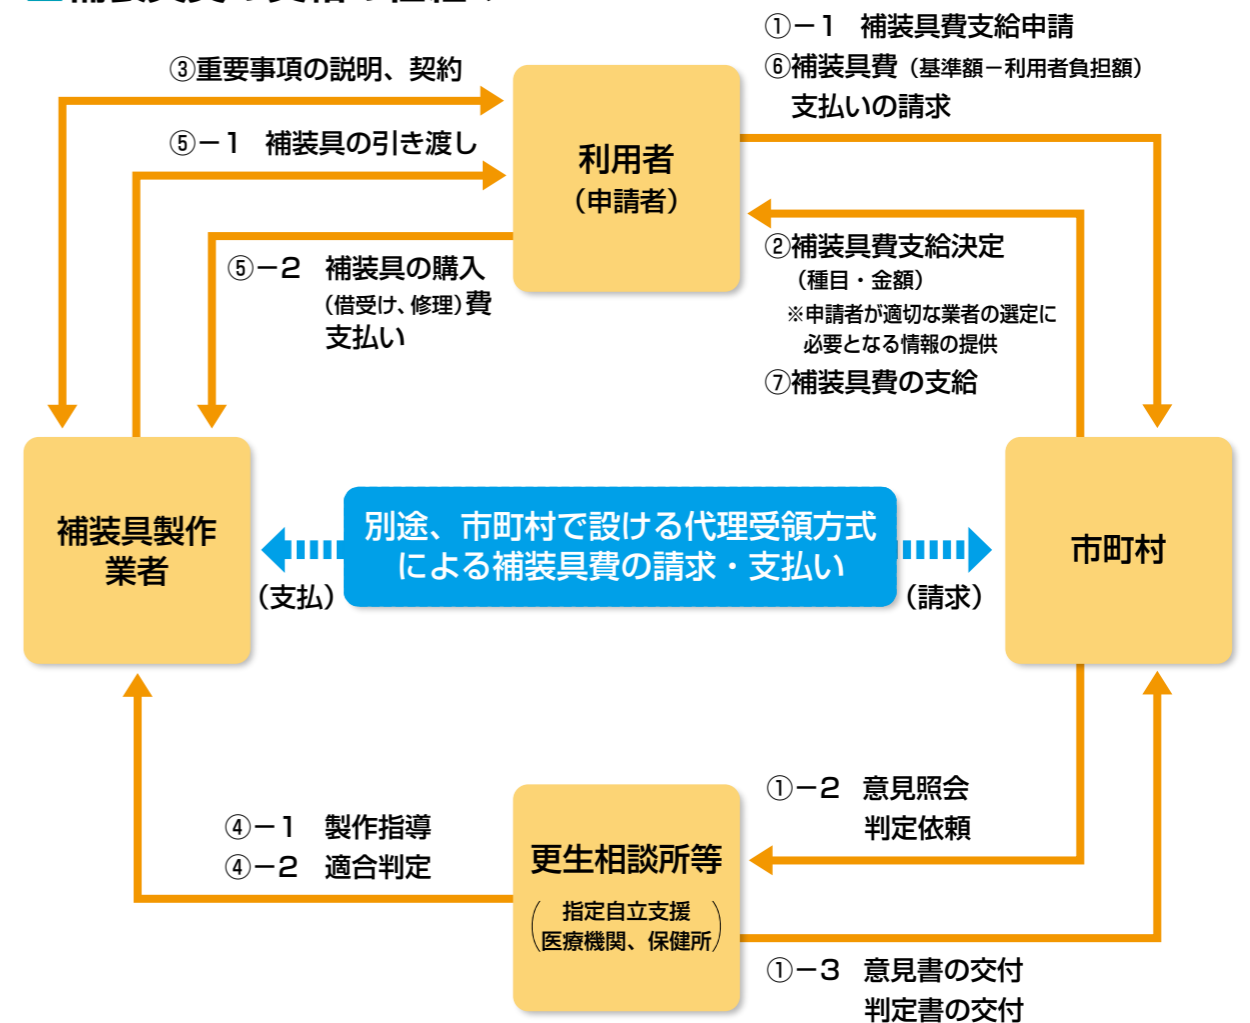 ①－1 補装具費支給申請
⑥補装具費（基準額－利用者負担額）
支払いの請求
③重要事項の説明、契約
⑤－1 補装具の引き渡し
利用者
（申請者）
⑤－2 補装具の購入
（借受け、修理）費
支払い
②補装具費支給決定
（種目・金額）
※申請者が適切な業者の選定に
必要となる情報の提供
⑦補装具費の支給
補装具製作
業者
別途、市町村で設ける代理受領方式
による補装具費の請求・支払い
（支払）
（請求）
市町村
④－1 製作指導
④－2 適合判定
更生相談所等
（指定自立支援
医療機関、保健所）
①－2 意見照会
判定依頼
①－3 意見書の交付
判定書の交付